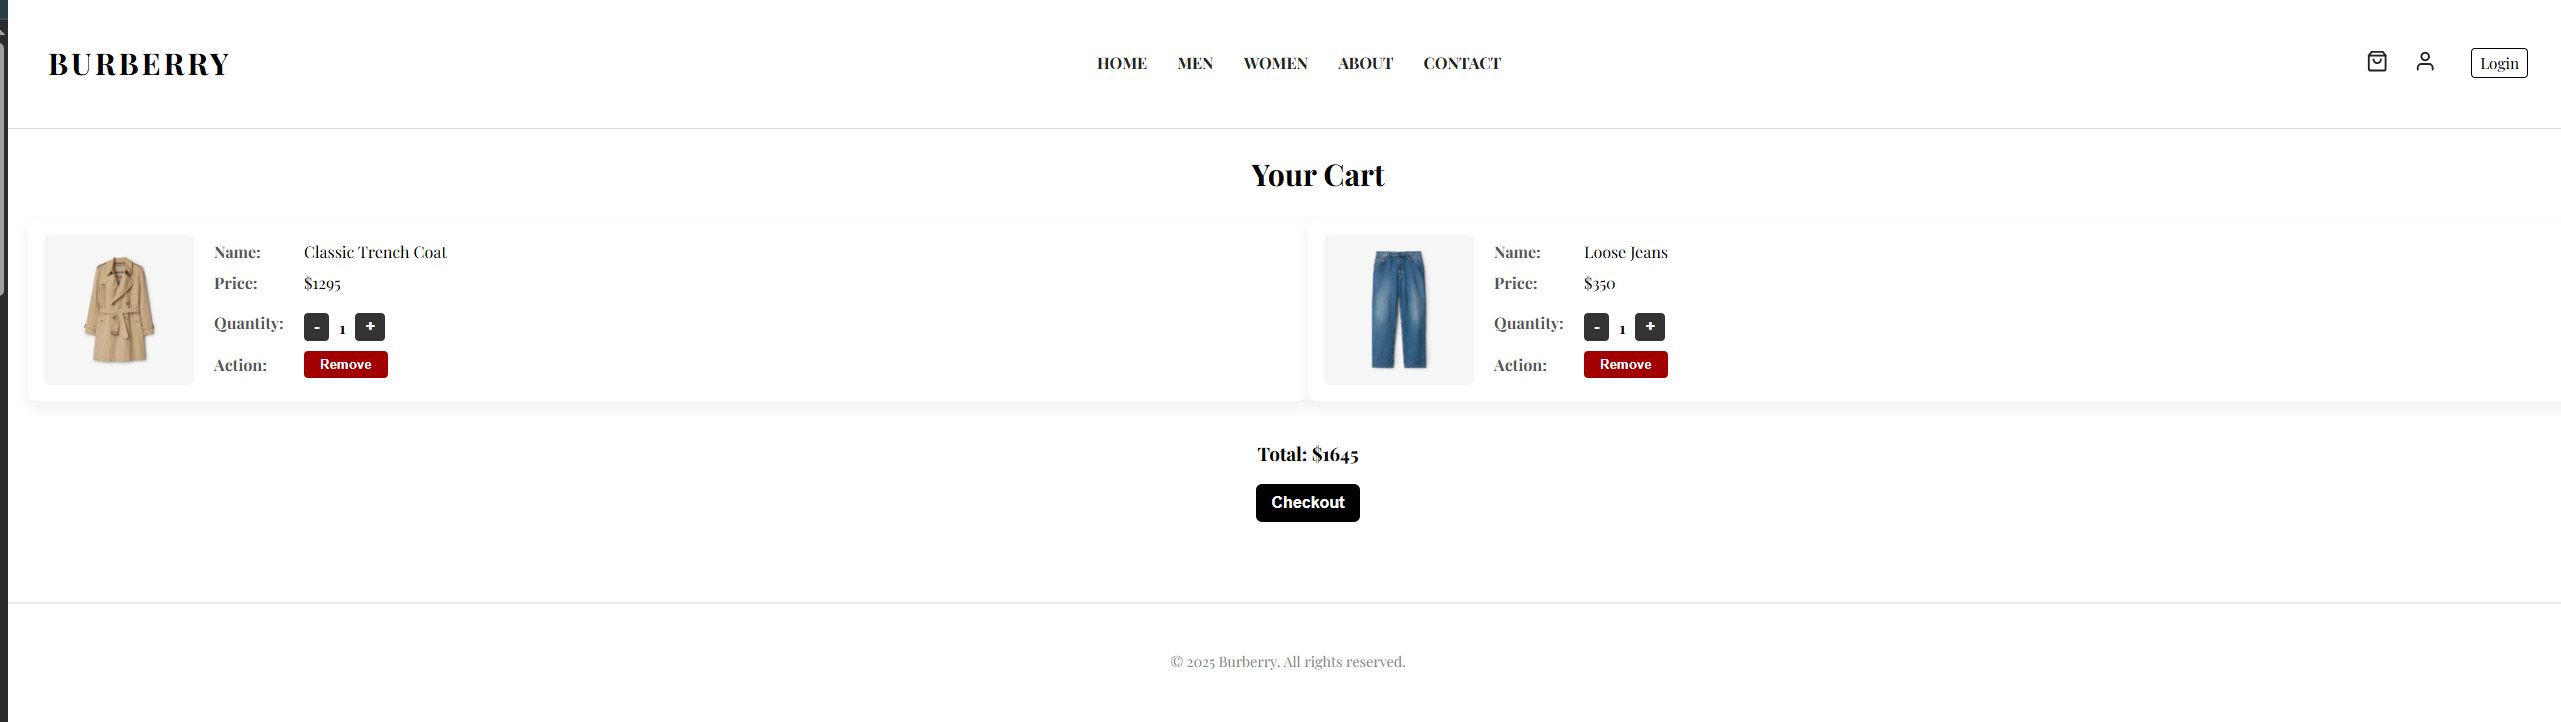 BURBERRY
HOME MEN WOMEN ABOUT CONTACT
Login
Your Cart
Name: Classic Trench Coat
Price: $1295
Quantity: - 1 +
Action: Remove
Name: Loose Jeans
Price: $350
Quantity: - 1 +
Action: Remove
Total: $1645
Checkout
© 2025 Burberry. All rights reserved.